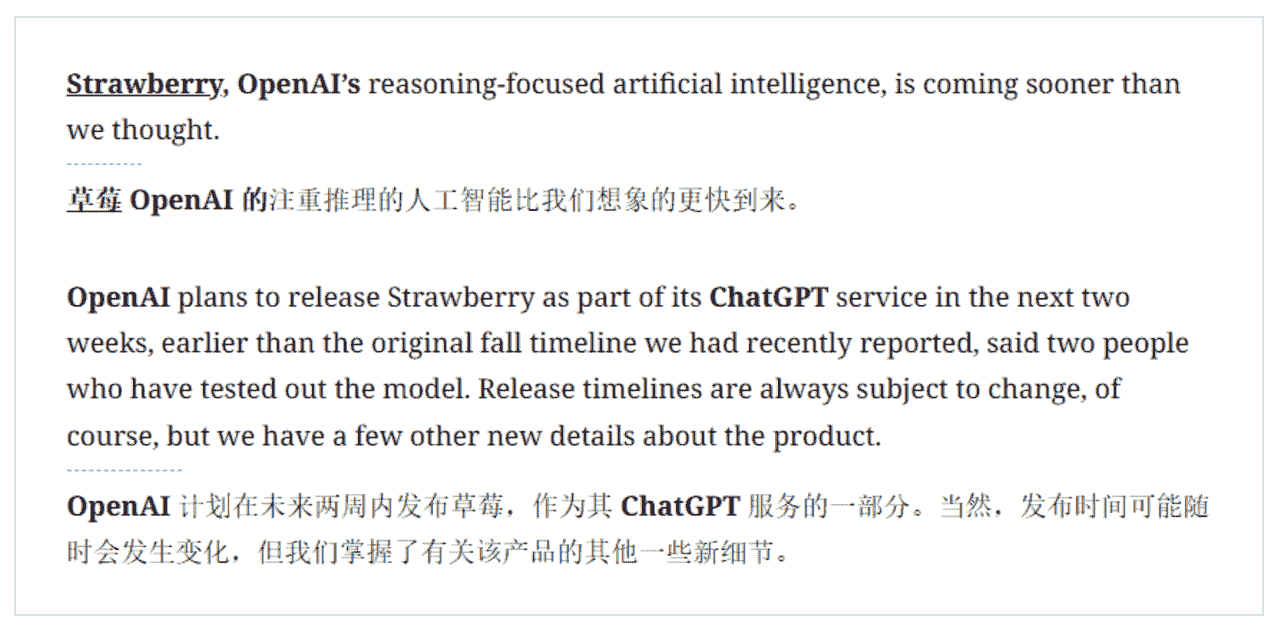 Strawberry, OpenAI’s reasoning-focused artificial intelligence, is coming sooner than
we thought.
草莓 OpenAI 的注重推理的人工智能比我们想象的更快到来。
OpenAI plans to release Strawberry as part of its ChatGPT service in the next two
weeks, earlier than the original fall timeline we had recently reported, said two people
who have tested out the model. Release timelines are always subject to change, of
course, but we have a few other new details about the product.
OpenAI 计划在未来两周内发布草莓，作为其 ChatGPT 服务的一部分。当然，发布时间可能随
时会发生变化，但我们掌握了有关该产品的其他一些新细节。